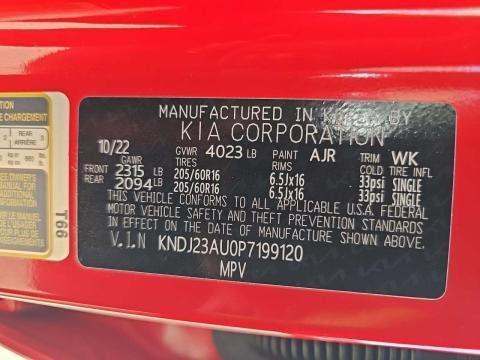 MANUFACTURED IN KOREA BY
KIA CORPORATION
10/22 GVWR 4023 LB PAINT AJR TRIM WK
GAWR TIRES RIMS COLD TIRE INFL.
FRONT 2315 LB 205/60R16 6.5Jx16 33psi SINGLE
REAR 2094 LB 205/60R16 6.5Jx16 33psi SINGLE
THIS VEHICLE CONFORMS TO ALL APPLICABLE U.S.A. FEDERAL
MOTOR VEHICLE SAFETY AND THEFT PREVENTION STANDARDS
IN EFFECT ON THE DATE OF MANUFACTURE SHOWN ABOVE.
V.I.N KNDJ23AU0P7199120
MPV
CHARGEMENT
REAR
ARRIÈRE
T66